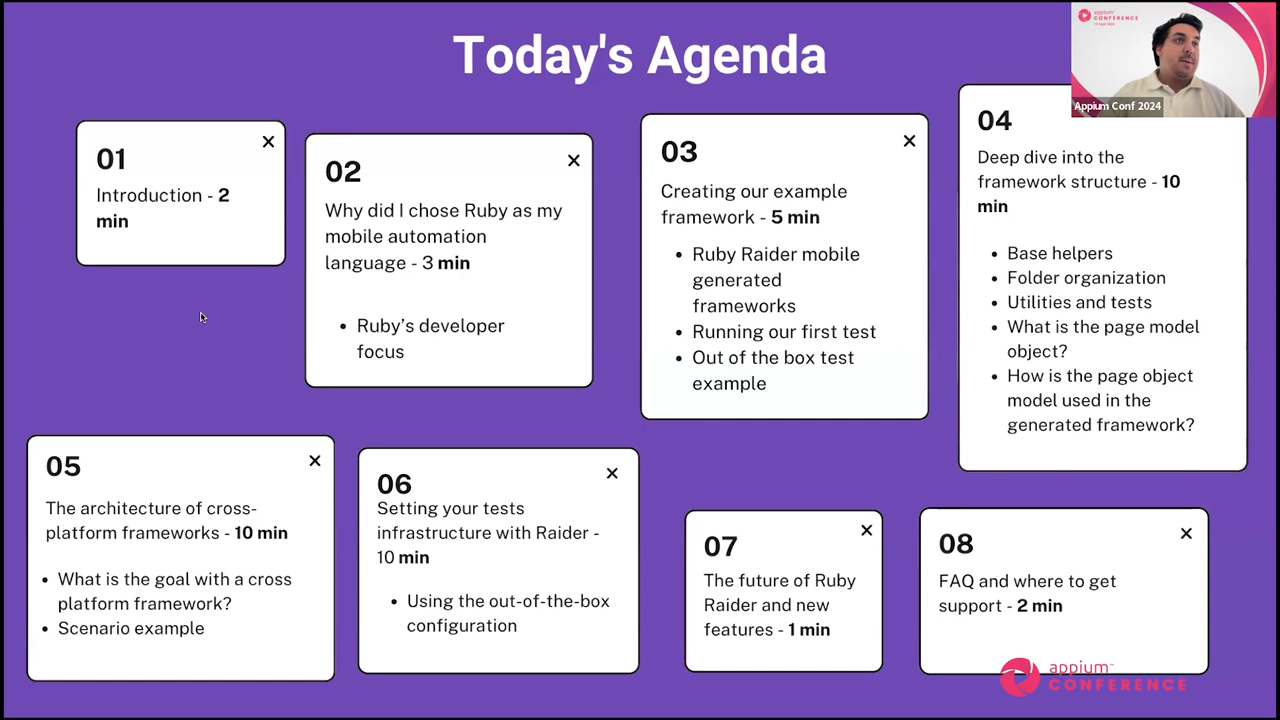 Today's Agenda
01
Introduction - 2
min
02
Why did I chose Ruby as my
mobile automation
language - 3 min
• Ruby's developer
focus
03
Creating our example
framework - 5 min
• Ruby Raider mobile
generated
frameworks
• Running our first test
• Out of the box test
example
04
Deep dive into the
framework structure - 10
min
• Base helpers
• Folder organization
• Utilities and tests
• What is the page model
object?
• How is the page object
model used in the
generated framework?
05
The architecture of cross-
platform frameworks - 10 min
• What is the goal with a cross
platform framework?
• Scenario example
06
Setting your tests
infrastructure with Raider -
10 min
• Using the out-of-the-box
configuration
07
The future of Ruby
Raider and new
features - 1 min
08
FAQ and where to get
support - 2 min
appium
CONFERENCE
appium
CONFERENCE
Appium Conf 2024